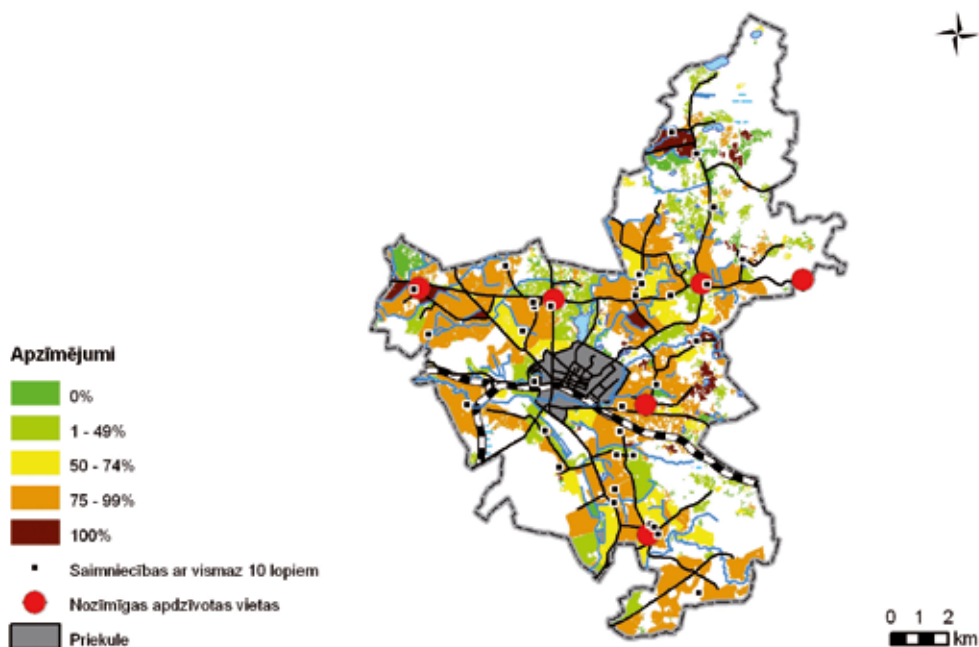 Apzīmējumi
0%
1 - 49%
50 - 74%
75 - 99%
100%
Saimniecības ar vismaz 10 lopiem
Nozīmīgas apdzīvotas vietas
Priekule
0 1 2
km